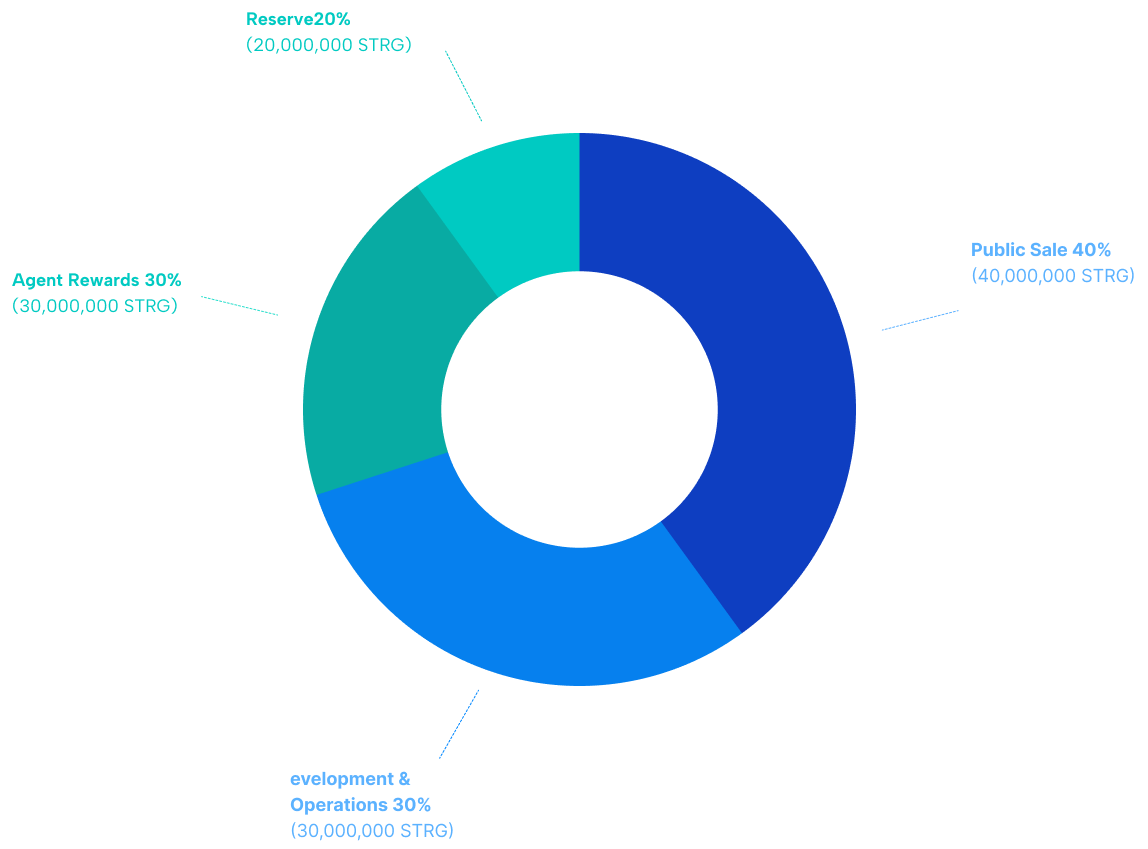 Reserve20%
(20,000,000 STRG)
Public Sale 40%
(40,000,000 STRG)
Agent Rewards 30%
(30,000,000 STRG)
evelopment &
Operations 30%
(30,000,000 STRG)